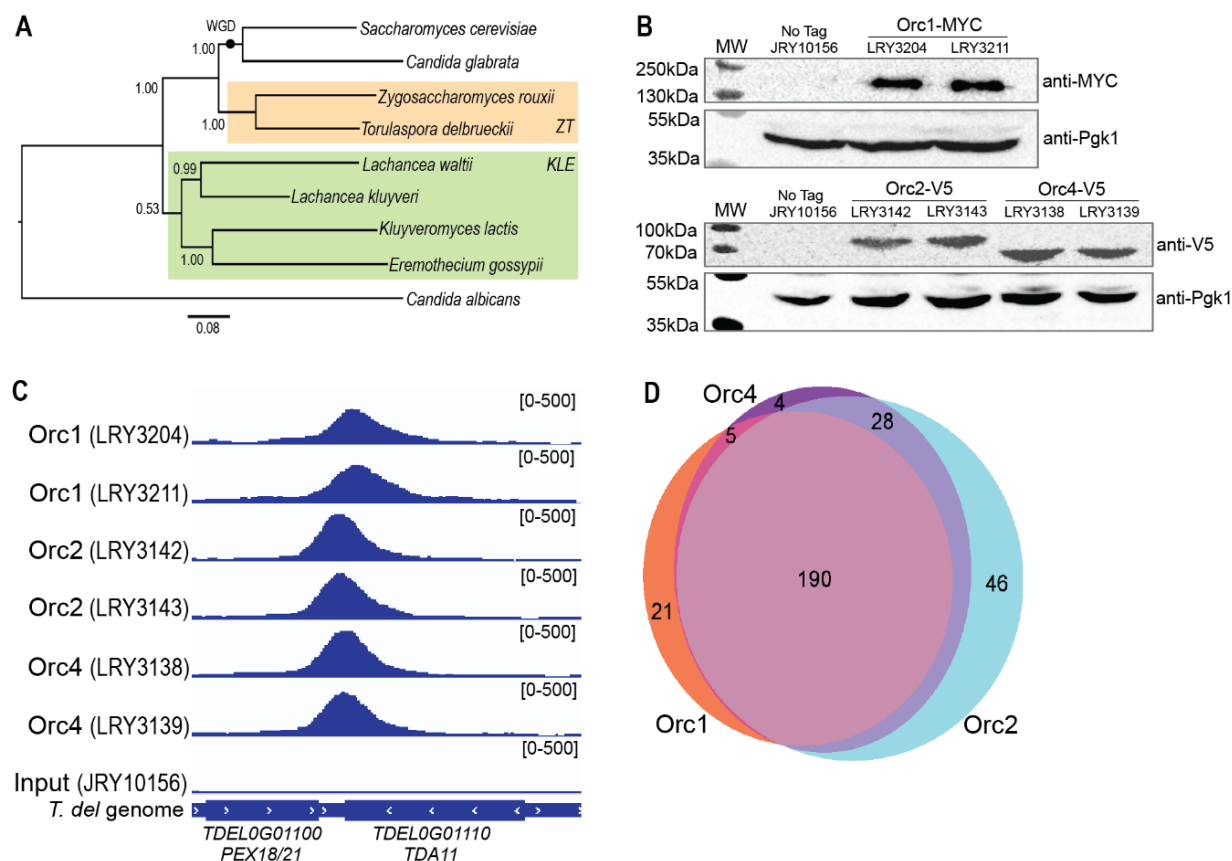 A
WGD
Saccharomyces cerevisiae
1.00
Candida glabrata
1.00
Zygosaccharomyces rouxii
1.00
Torulaspora delbrueckii
ZT
Lachancea waltii
KLE
0.99
Lachancea kluyveri
0.53
Kluyveromyces lactis
1.00
Eremothecium gossypii
Candida albicans
0.08
B
No Tag
Orc1-MYC
MW
JRY10156
LRY3204
LRY3211
250kDa
130kDa
anti-MYC
55kDa
35kDa
anti-Pgk1
No Tag
Orc2-V5
Orc4-V5
MW
JRY10156
LRY3142
LRY3143
LRY3138
LRY3139
100kDa
70kDa
anti-V5
55kDa
35kDa
anti-Pgk1
C
[0-500]
Orc1 (LRY3204)
[0-500]
Orc1 (LRY3211)
[0-500]
Orc2 (LRY3142)
[0-500]
Orc2 (LRY3143)
[0-500]
Orc4 (LRY3138)
[0-500]
Orc4 (LRY3139)
[0-500]
Input (JRY10156)
T. del genome
TDEL0G01100
PEX18/21
TDEL0G01110
TDA11
D
Orc4
4
28
5
190
46
21
Orc1
Orc2